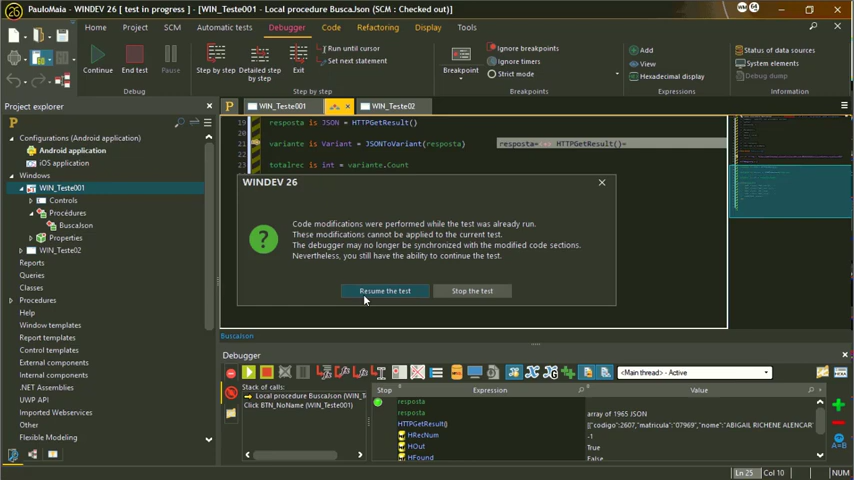 PauloMaia - WINDEV 26 [ test in progress ] - [WIN_Teste001 - Local procedure BuscaJson (SCM : Checked out)]
Home
Project
SCM
Automatic tests
Debugger
Code
Refactoring
Display
Tools
Continue
End test
Pause
Step by step
Detailed step by step
Exit
Run until cursor
Set next statement
Breakpoint
Ignore breakpoints
Ignore timers
Strict mode
Add
View
Hexadecimal display
Status of data sources
System elements
Debug dump
Debug
Breakpoints
Expressions
Information
Project explorer
WIN_Teste001
WIN_Teste02
Configurations (Android application)
Android application
iOS application
Windows
WIN_Teste001
Controls
Procédures
BuscaJson
Properties
WIN_Teste02
Reports
Queries
Classes
Procedures
Help
Window templates
Report templates
Control templates
External components
Internal components
.NET Assemblies
UWP API
Imported Webservices
Other
Flexible Modeling
19 resposta is JSON = HTTPGetResult()
21 variante is Variant = JSONToVariant(resposta)
resposta= HTTPGetResult()=
23 totalrec is int = variante.Count
WINDEV 26
Code modifications were performed while the test was already run.
These modifications cannot be applied to the current test.
The debugger may no longer be synchronized with the modified code sections.
Nevertheless, you still have the ability to continue the test.
Resume the test
Stop the test
BuscaJson
Debugger
<Main thread> - Active
Stack of calls:
Local procedure BuscaJson (WIN_T
Click BTN_NoName (WIN_Teste001)
Stop
Expression
Value
resposta
array of 1965 JSON
resposta
[{"codigo":2607,"matricula":"07969","nome":"ABIGAIL RICHENE ALENCAR
HTTPGetResult()
HRecNum
-1
HOut
True
HFound
False
A=B
Ln 25
Col 10
NUM